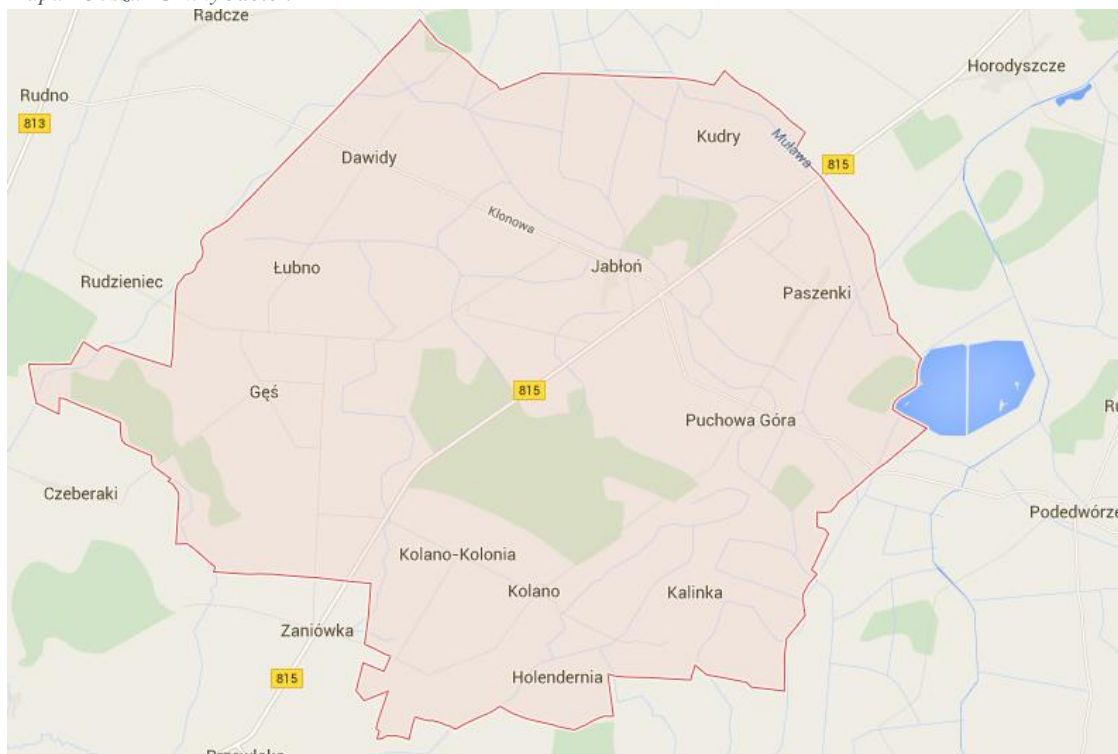 Radcze
Horodyszcze
Rudno
813
Kudry
Muława
Dawidy
815
Klonowa
Łubno
Jabłoń
Rudzieniec
Paszenki
Gęś
815
Puchowa Góra
Czeberaki
Podedwórze
Kolano-Kolonia
Kolano
Kalinka
Zaniówka
815
Holendernia